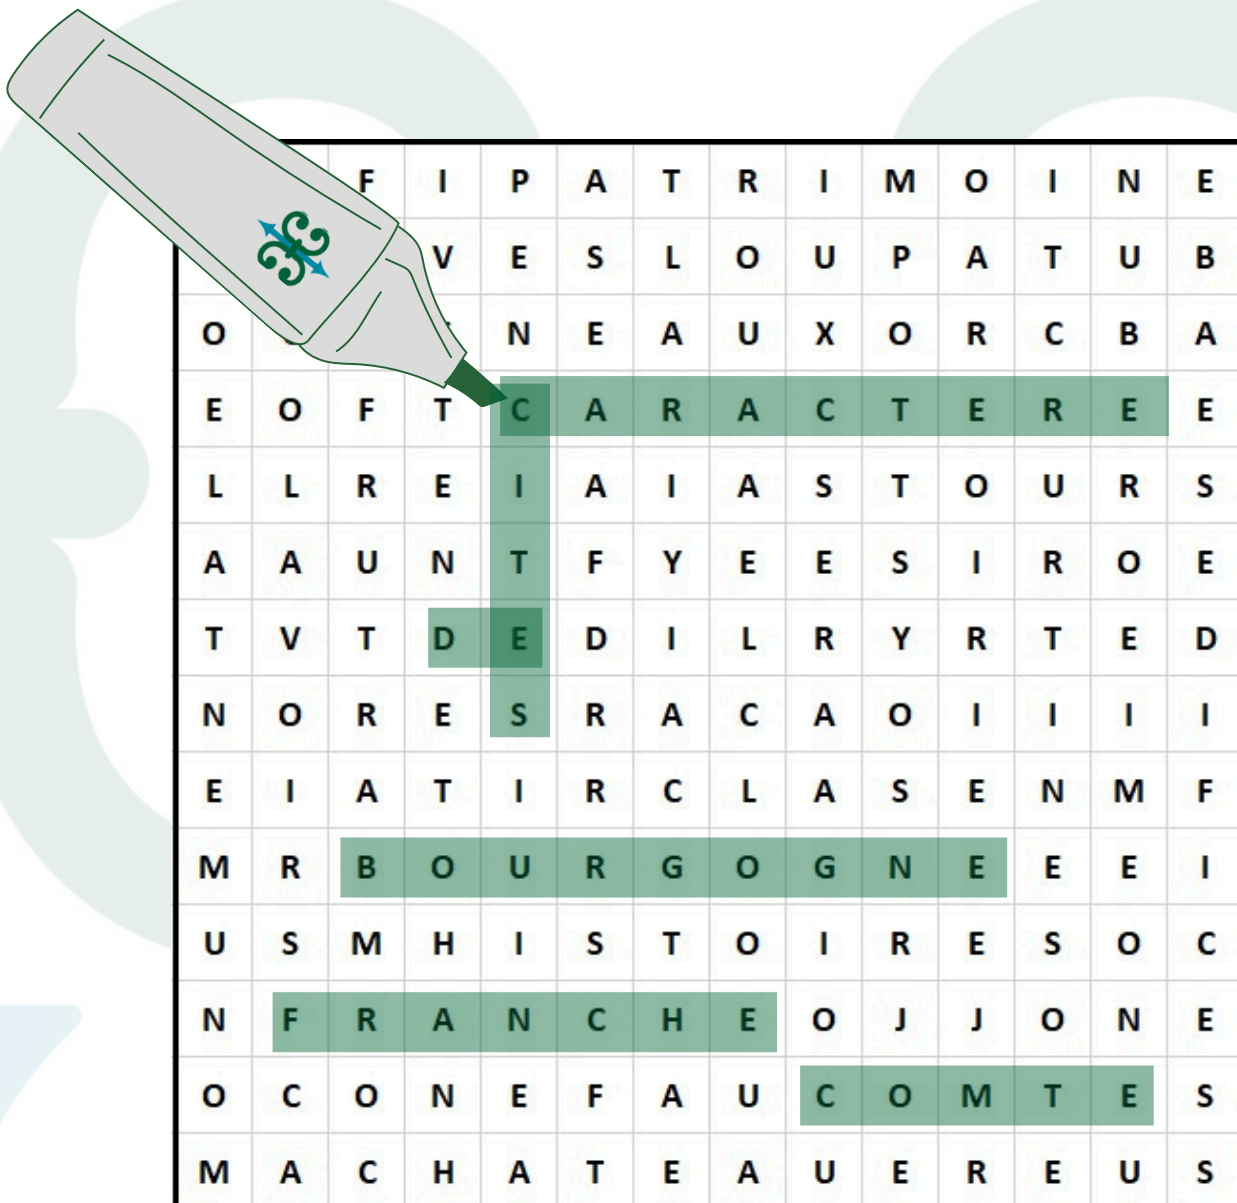 F I P A T R I M O I N E
V E S L O U P A T U B
O N E A U X O R C B A
E O F T C A R A C T E R E E
L L R E I A I A S T O U R S
A A U N T F Y E E S I R O E
T V T D E D I L R Y R T E D
N O R E S R A C A O I I I I
E I A T I R C L A S E N M F
M R B O U R G O G N E E E I
U S M H I S T O I R E S O C
N F R A N C H E O J J O N E
O C O N E F A U C O M T E S
M A C H A T E A U E R E U S